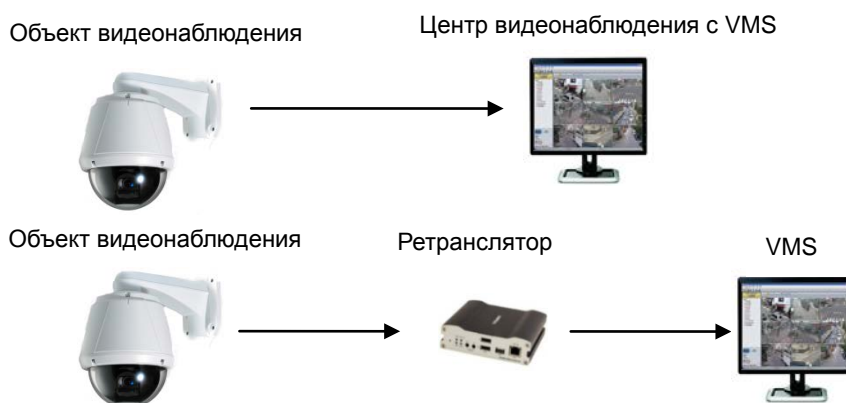 Объект видеонаблюдения
Центр видеонаблюдения с VMS
Объект видеонаблюдения
Ретранслятор
VMS